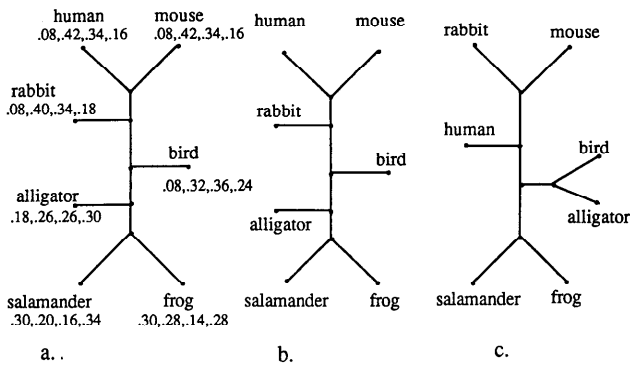 human mouse
.08,.42,.34,.16 .08,.42,.34,.16
rabbit
.08,.40,.34,.18
bird
.08,.32,.36,.24
alligator
.18,.26,.26,.30
salamander frog
.30,.20,.16,.34 .30,.28,.14,.28
a. .
human mouse
rabbit
bird
alligator
salamander frog
b.
rabbit mouse
human
bird
alligator
salamander frog
c.